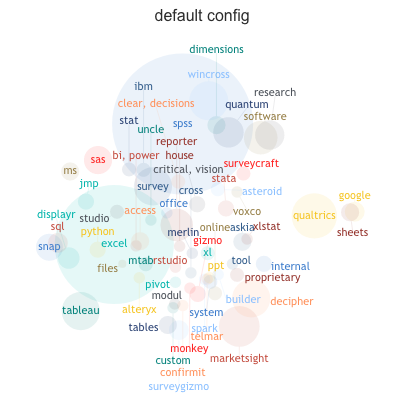 default config
dimensions
wincross
ibm
research
clear, decisions
quantum
software
stat
spss
uncle
reporter
bi, power
house
sas
surveycraft
critical, vision
ms
stata
jmp
survey
cross
asteroid
google
office
displayr
studio
access
voxco
qualtrics
sql
python
merlin
online
askia
xlstat
sheets
snap
excel
gizmo
xl
files
mtab
rstudio
ppt
tool
internal
proprietary
pivot
modul
builder
decipher
tableau
alteryx
system
tables
spark
telmar
monkey
marketsight
custom
confirmit
surveygizmo